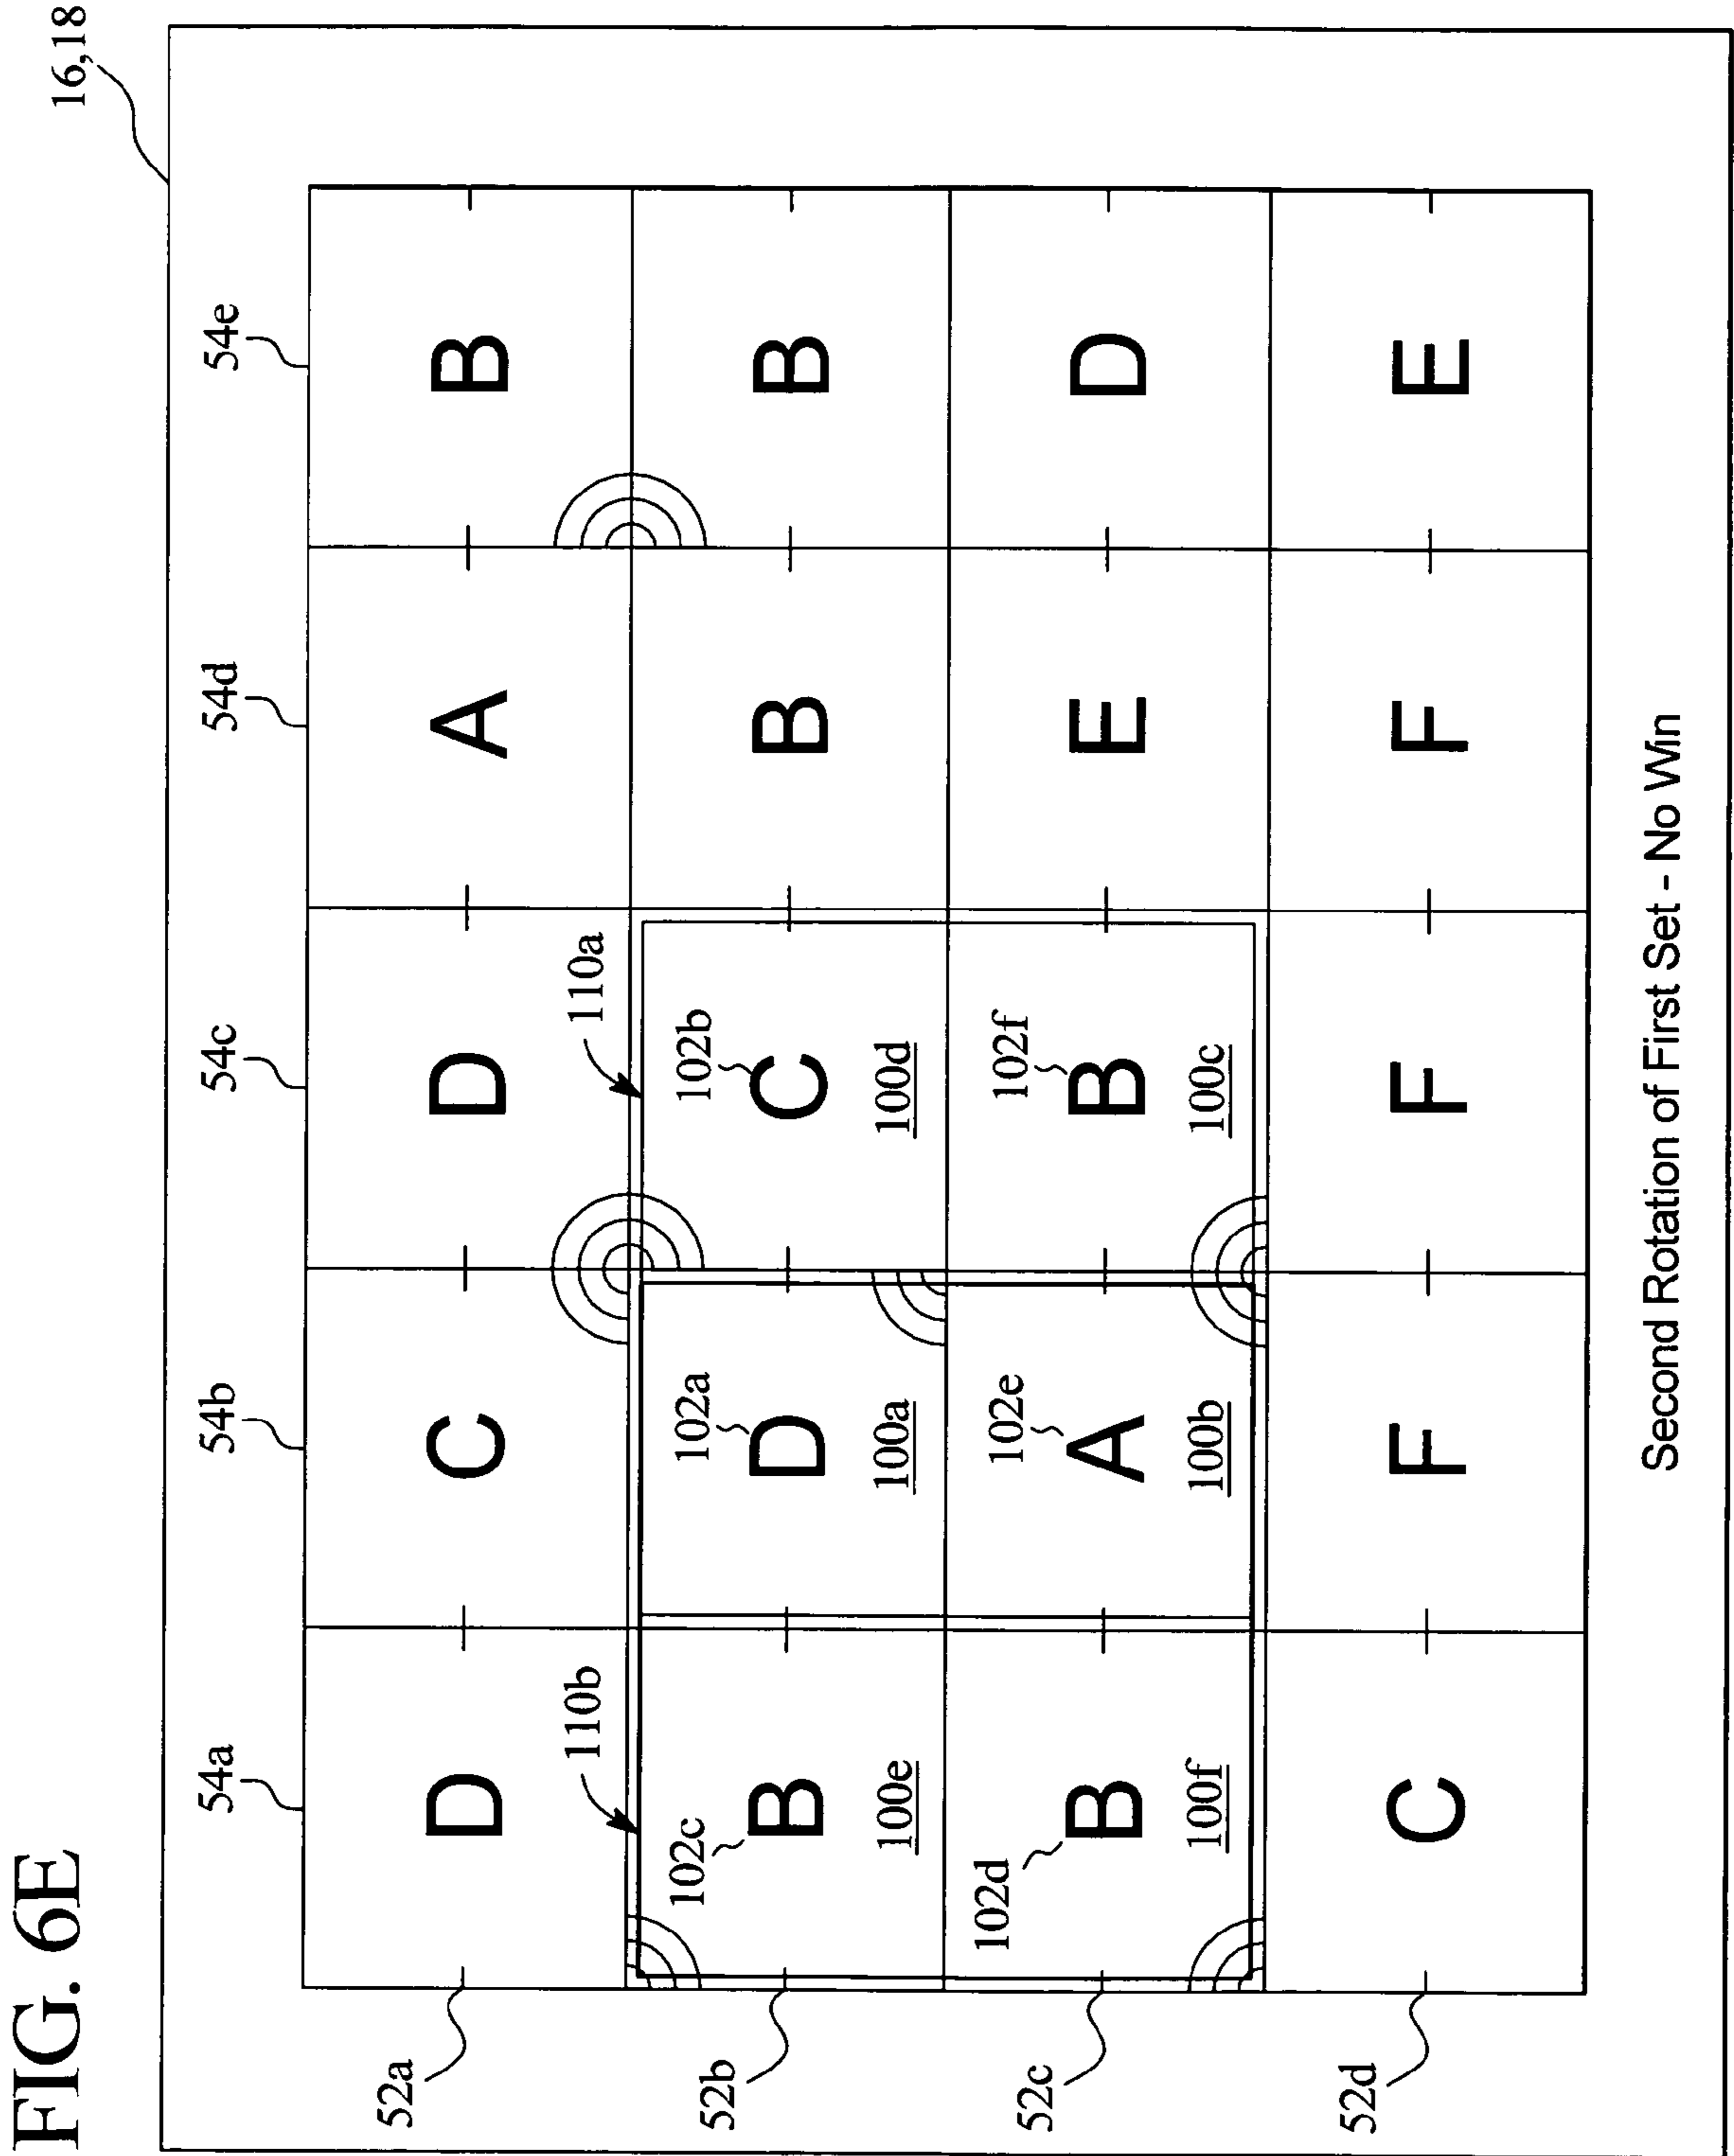 FIG. 6E
16,18
54a 54b 54c 54d 54e
52a D C D A B
110b 110a
102c 102a 102b
52b B D C B B
100e 100a 100d
102d 102e 102f
52c B A B E D
100f 100b 100c
52d C F F F E
Second Rotation of First Set - No Win